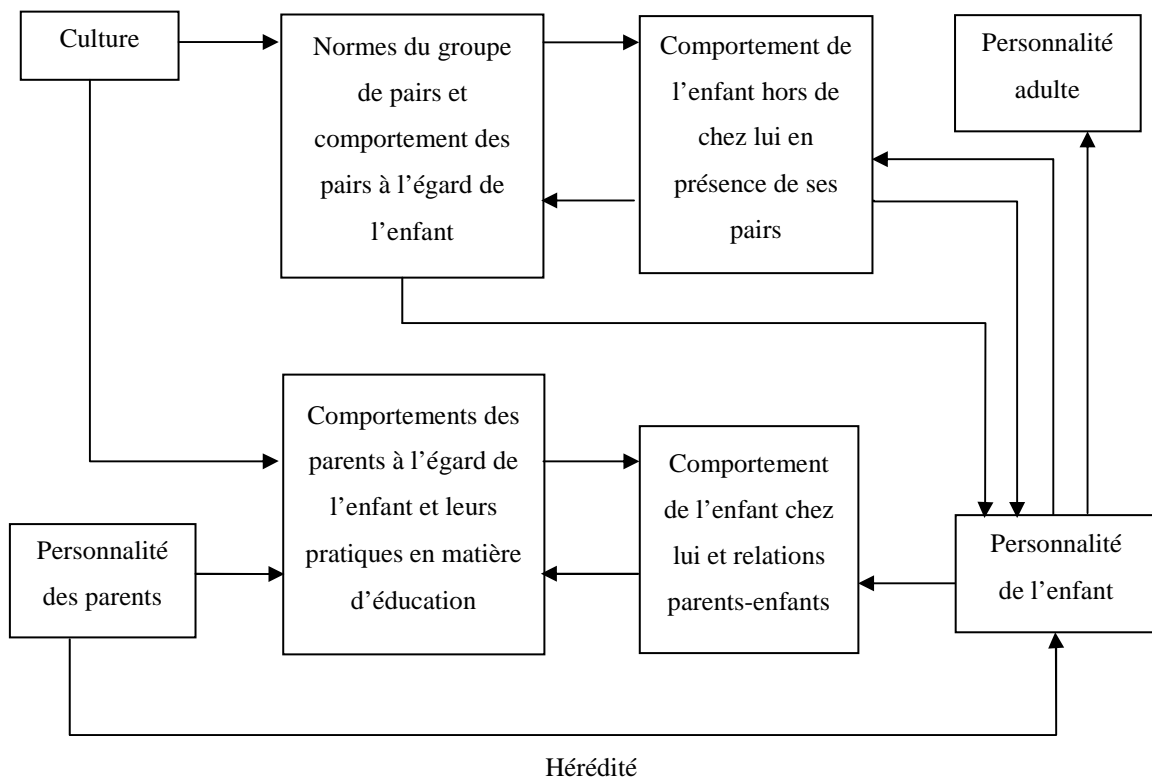 Culture
Normes du groupe
de pairs et
comportement des
pairs à l’égard de
l’enfant
Comportement de
l’enfant hors de
chez lui en
présence de ses
pairs
Personnalité
adulte
Comportements des
parents à l’égard de
l’enfant et leurs
pratiques en matière
d’éducation
Comportement
de l’enfant chez
lui et relations
parents-enfants
Personnalité
des parents
Personnalité
de l’enfant
Hérédité